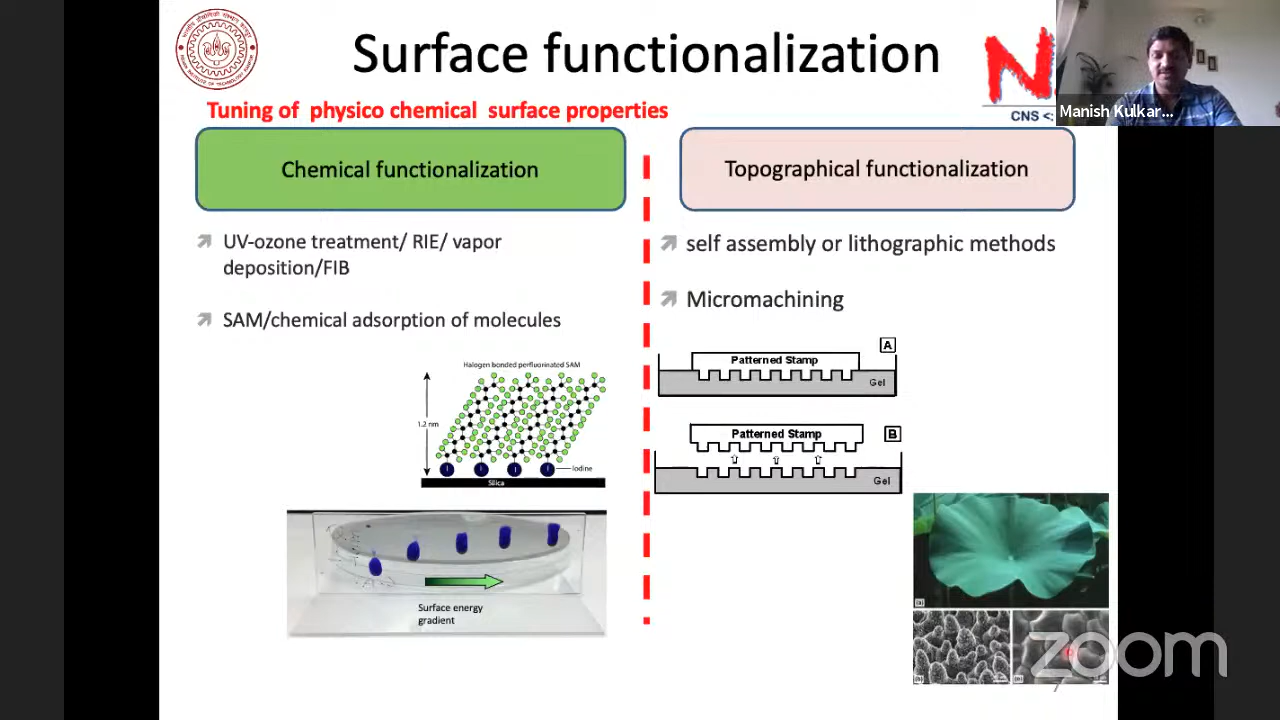 Surface functionalization
Tuning of physico chemical surface properties
CNS <:
Manish Kulkar...
Chemical functionalization
UV-ozone treatment/ RIE/ vapor
deposition/FIB
SAM/chemical adsorption of molecules
Halogen bonded perfluorinated SAM
1.2 nm
I I I I
Iodine
Silica
Surface energy
gradient
Topographical functionalization
self assembly or lithographic methods
Micromachining
A
Patterned Stamp
Gel
B
Patterned Stamp
Gel
zoom
7